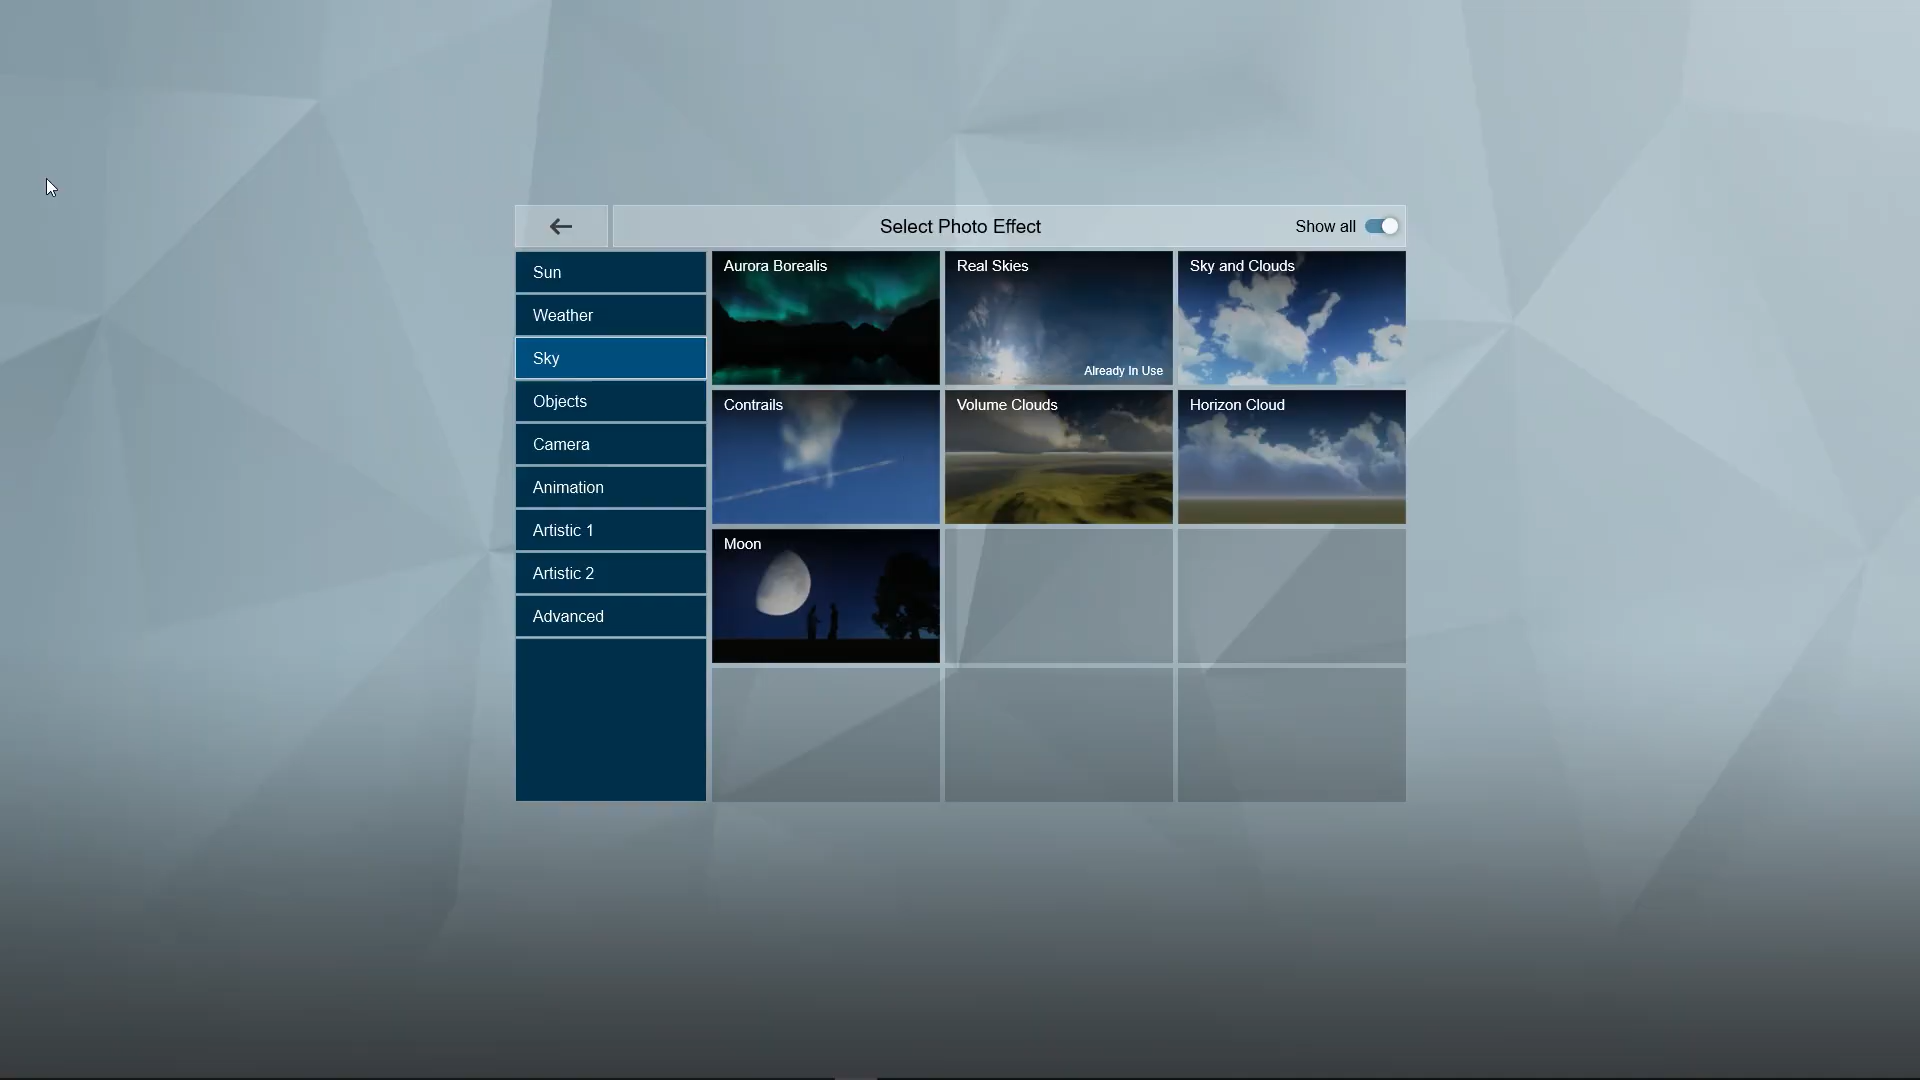 Select Photo Effect
Show all
Sun
Weather
Sky
Objects
Camera
Animation
Artistic 1
Artistic 2
Advanced
Aurora Borealis
Real Skies
Already In Use
Sky and Clouds
Contrails
Volume Clouds
Horizon Cloud
Moon